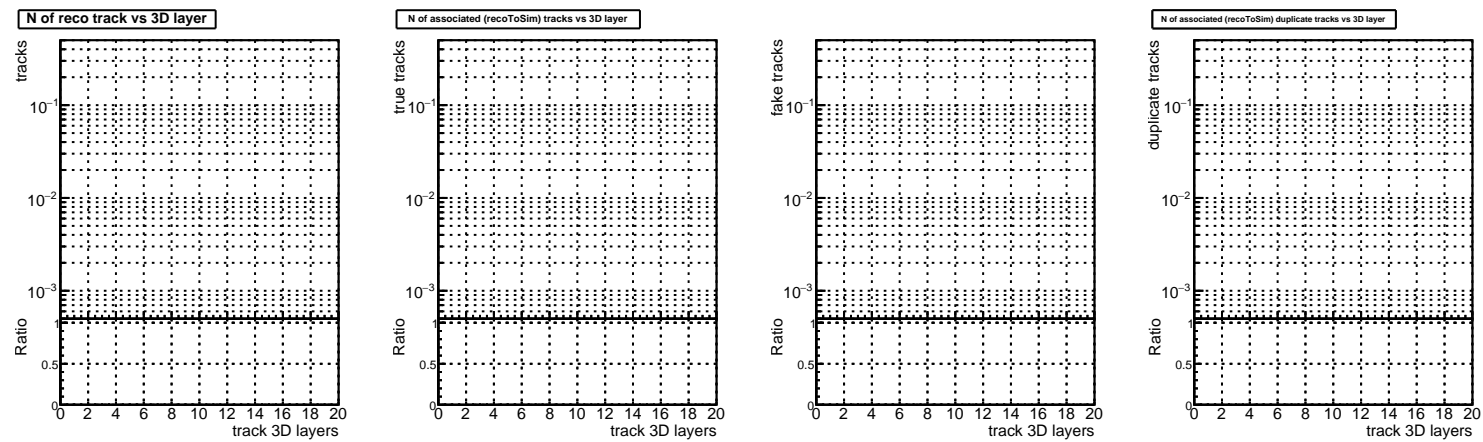 N of reco track vs 3D layer
tracks
10⁻¹
10⁻²
10⁻³
Ratio
1
0.5
0
0 2 4 6 8 10 12 14 16 18 20
track 3D layers
N of associated (recoToSim) tracks vs 3D layer
true tracks
10⁻¹
10⁻²
10⁻³
Ratio
1
0.5
0
0 2 4 6 8 10 12 14 16 18 20
track 3D layers
fake tracks
10⁻¹
10⁻²
10⁻³
Ratio
1
0.5
0
0 2 4 6 8 10 12 14 16 18 20
track 3D layers
N of associated (recoToSim) duplicate tracks vs 3D layer
duplicate tracks
10⁻¹
10⁻²
10⁻³
Ratio
1
0.5
0
0 2 4 6 8 10 12 14 16 18 20
track 3D layers